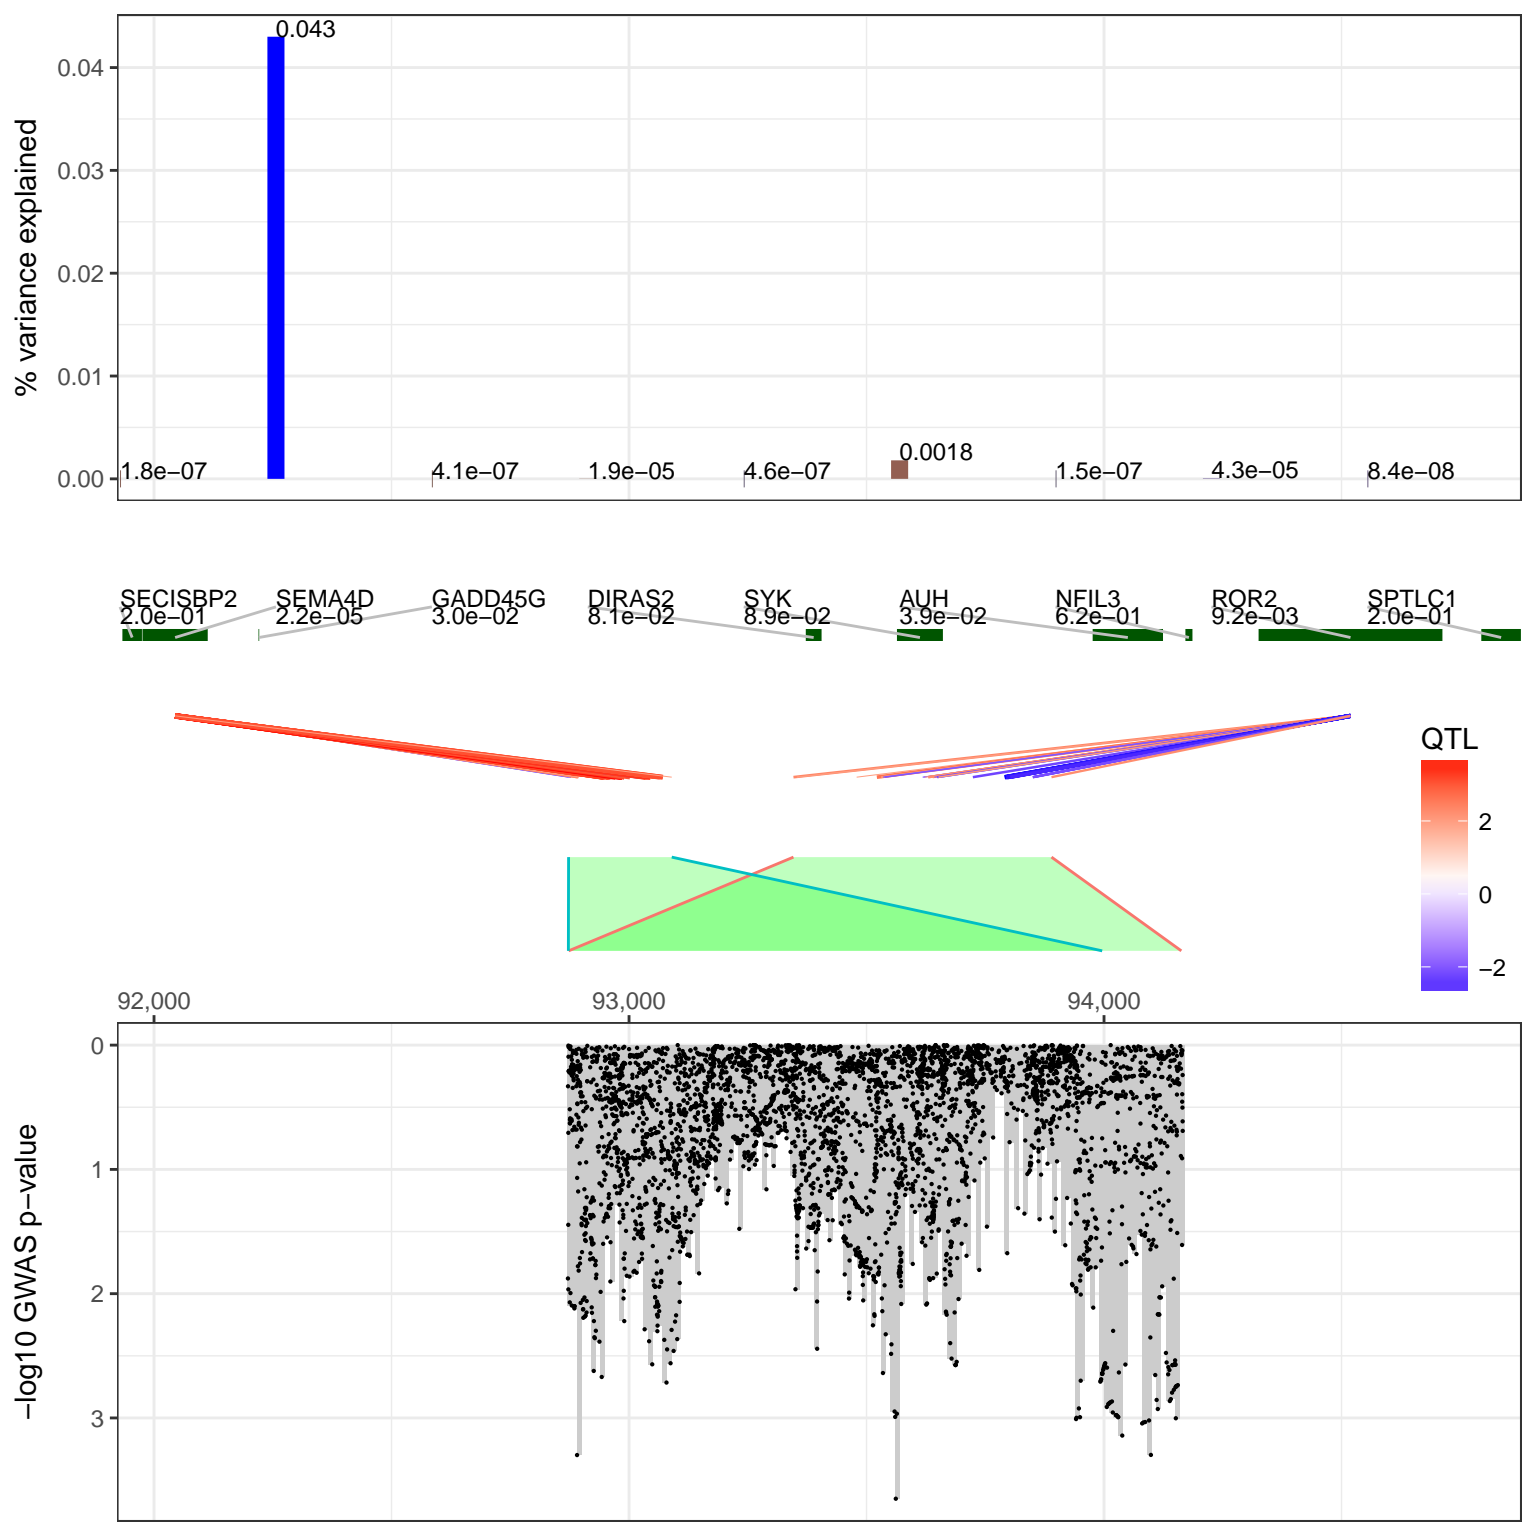 0.043
0.04
0.03
0.02
0.01
0.00
% variance explained
1.8e−07 4.1e−07 1.9e−05 4.6e−07 0.0018 1.5e−07 4.3e−05 8.4e−08
SECISBP2 SEMA4D GADD45G DIRAS2 SYK AUH NFIL3 ROR2 SPTLC1
2.0e−01 2.2e−05 3.0e−02 8.1e−02 8.9e−02 3.9e−02 6.2e−01 9.2e−03 2.0e−01
QTL
2
0
−2
92,000 93,000 94,000
0
1
2
3
−log10 GWAS p−value